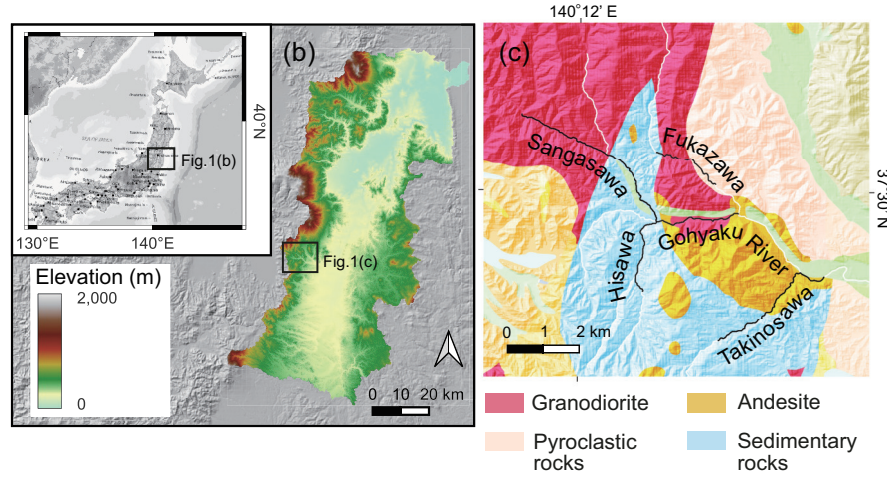 140°12′ E
(b)
(c)
40°N
Fig.1(b)
130°E
140°E
Elevation (m)
2,000
0
Fig.1(c)
0 10 20 km
Sangasawa
Fukazawa
37°30′ N
Hisawa
Gohyaku River
Takinosawa
0 1 2 km
Granodiorite
Andesite
Pyroclastic
rocks
Sedimentary
rocks